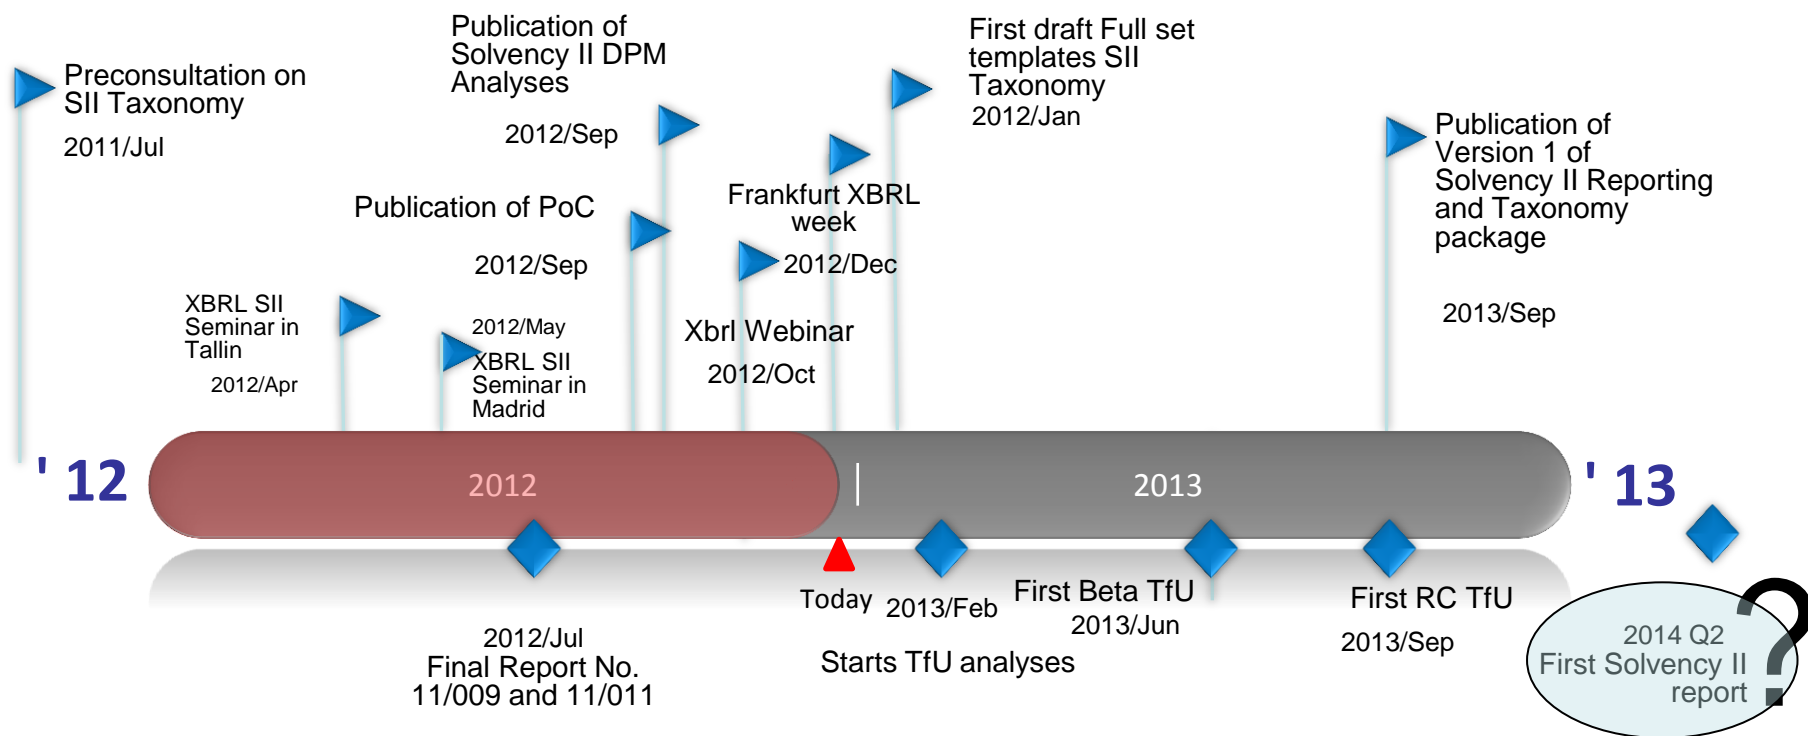 Preconsultation on
SII Taxonomy
2011/Jul
Publication of
Solvency II DPM
Analyses
2012/Sep
First draft Full set
templates SII
Taxonomy
2012/Jan
Publication of
Version 1 of
Solvency II Reporting
and Taxonomy
package
2013/Sep
Publication of PoC
2012/Sep
Frankfurt XBRL
week
2012/Dec
XBRL SII
Seminar in
Tallin
2012/Apr
2012/May
XBRL SII
Seminar in
Madrid
Xbrl Webinar
2012/Oct
' 12
2012
2013
' 13
2012/Jul
Final Report No.
11/009 and 11/011
Today
2013/Feb
Starts TfU analyses
First Beta TfU
2013/Jun
First RC TfU
2013/Sep
2014 Q2
First Solvency II
report
?